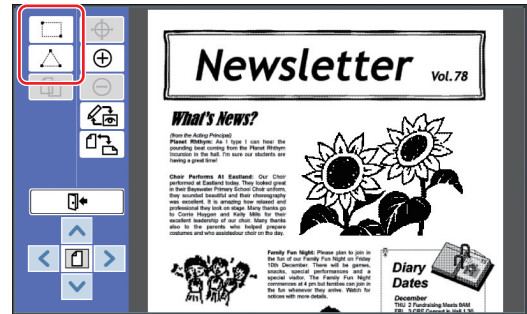 Newsletter Vol. 78
What's News?
(from the Acting Principal)
Planet Rhthym: As I type I can hear the
pounding beat coming from the Planet Rhthym
incursion in the hall. I'm sure our students are
having a great time!
Choir Performs At Eastland: Our Choir
performed at Eastland today. They looked great
in their Bayswater Primary School Choir uniform,
they sounded beautiful and their choreography
was excellent. It is amazing how relaxed and
professional they look on stage. Many thanks go
to Corrie Huygen and Kelly Mills for their
excellent leadership of our choir. Many thanks
also to the parents who helped prepare
costumes and who assisted our choir on the day.
Family Fun Night: Please plan to join in
the fun of our Family Fun Night on Friday
10th December. There will be games,
snacks, special performances and a
special visitor. The Family Fun Night
commences at 4 pm but families can join in
the fun whenever they arrive. Watch for
notices with more details.
Diary
Dates
December
THU 2 Fundraising Meets 9AM